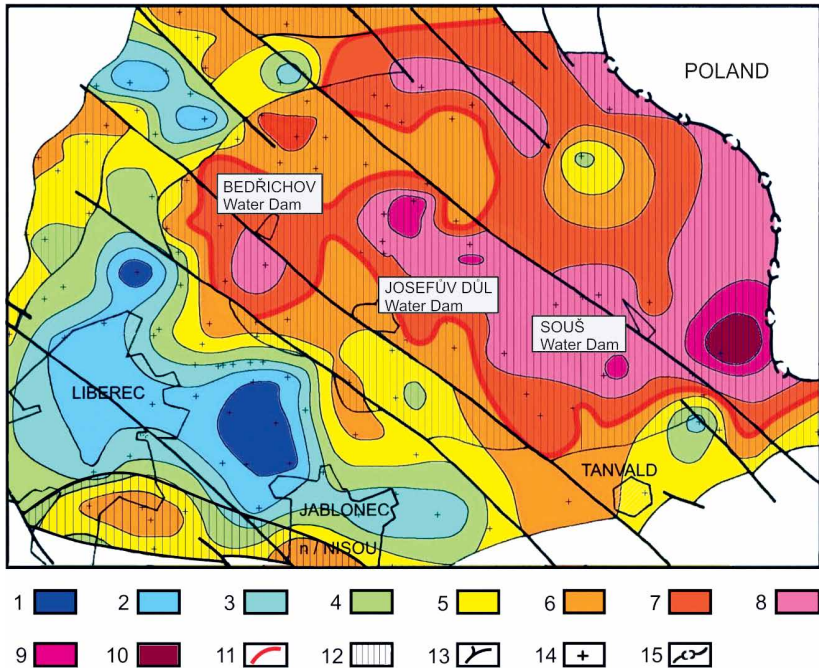 POLAND
BEDŘICHOV
Water Dam
JOSEFŮV DŮL
Water Dam
SOUŠ
Water Dam
LIBEREC
TANVALD
JABLONEC
n / NISOU
1 2 3 4 5 6 7 8
9 10 11 12 13 14 15